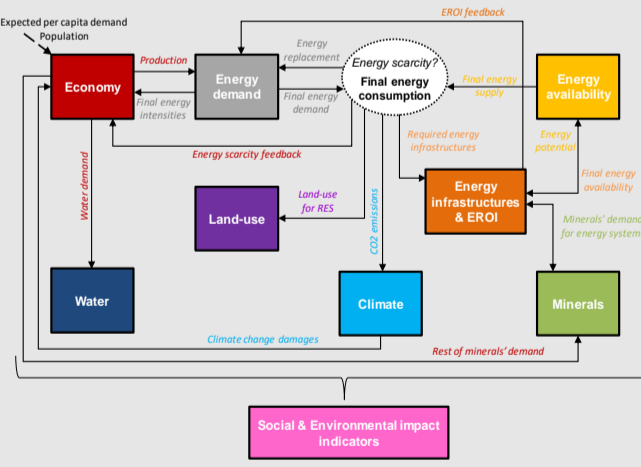 EROI feedback
Expected per capita demand
Population
Economy
Production
Final energy
intensities
Energy
demand
Energy
replacement
Final energy
demand
Energy scarcity?
Final energy
consumption
Final energy
supply
Energy
availability
Energy scarcity feedback
Required energy
infrastructures
Energy
potential
Final energy
availability
Water demand
Land-use
Land-use
for RES
CO2 emissions
Energy
infrastructures
& EROI
Minerals' demand
for energy system
Water
Climate
Minerals
Climate change damages
Rest of minerals' demand
Social & Environmental impact
indicators